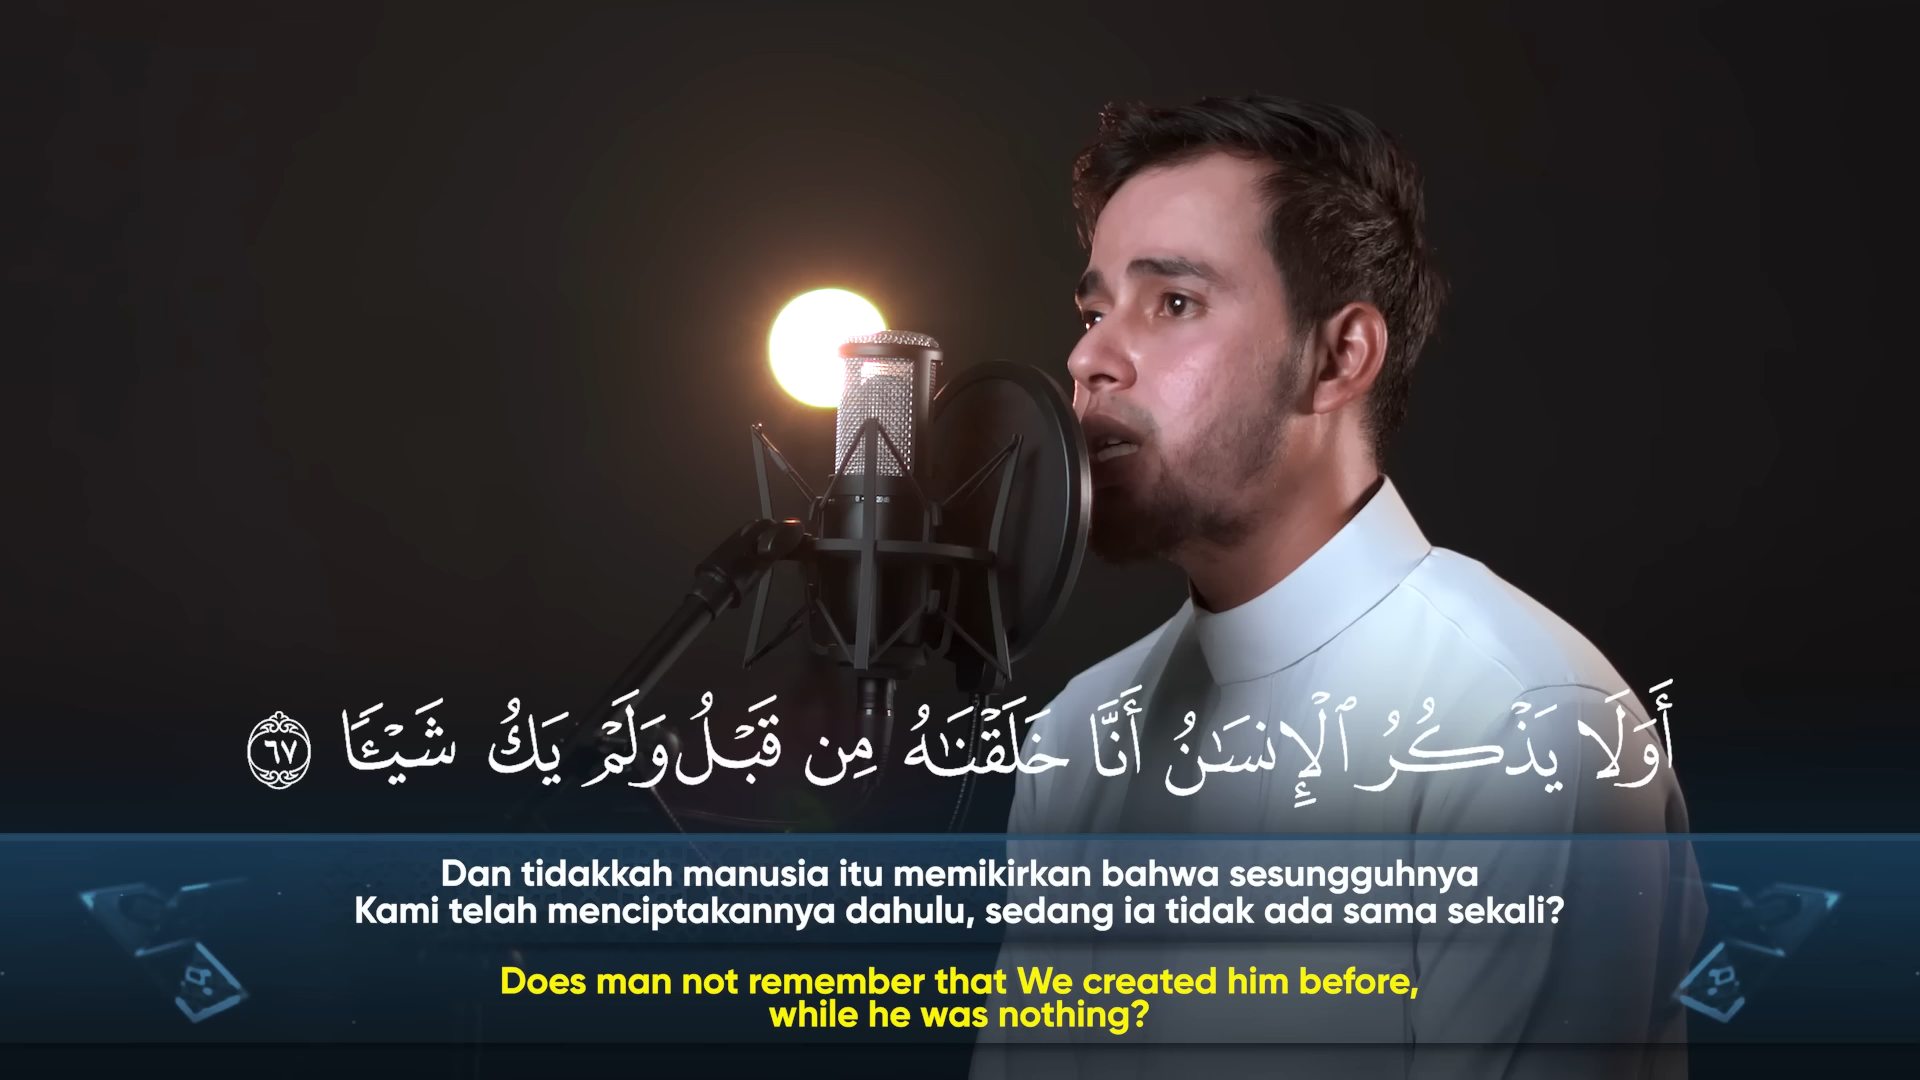 أَوَلَا يَذْكُرُ ٱلْإِنسَـٰنُ أَنَّا خَلَقْنَـٰهُ مِن قَبْلُ وَلَمْ يَكُ شَيْـًٔا ٦٧
Dan tidakkah manusia itu memikirkan bahwa sesungguhnya
Kami telah menciptakannya dahulu, sedang ia tidak ada sama sekali?
Does man not remember that We created him before,
while he was nothing?